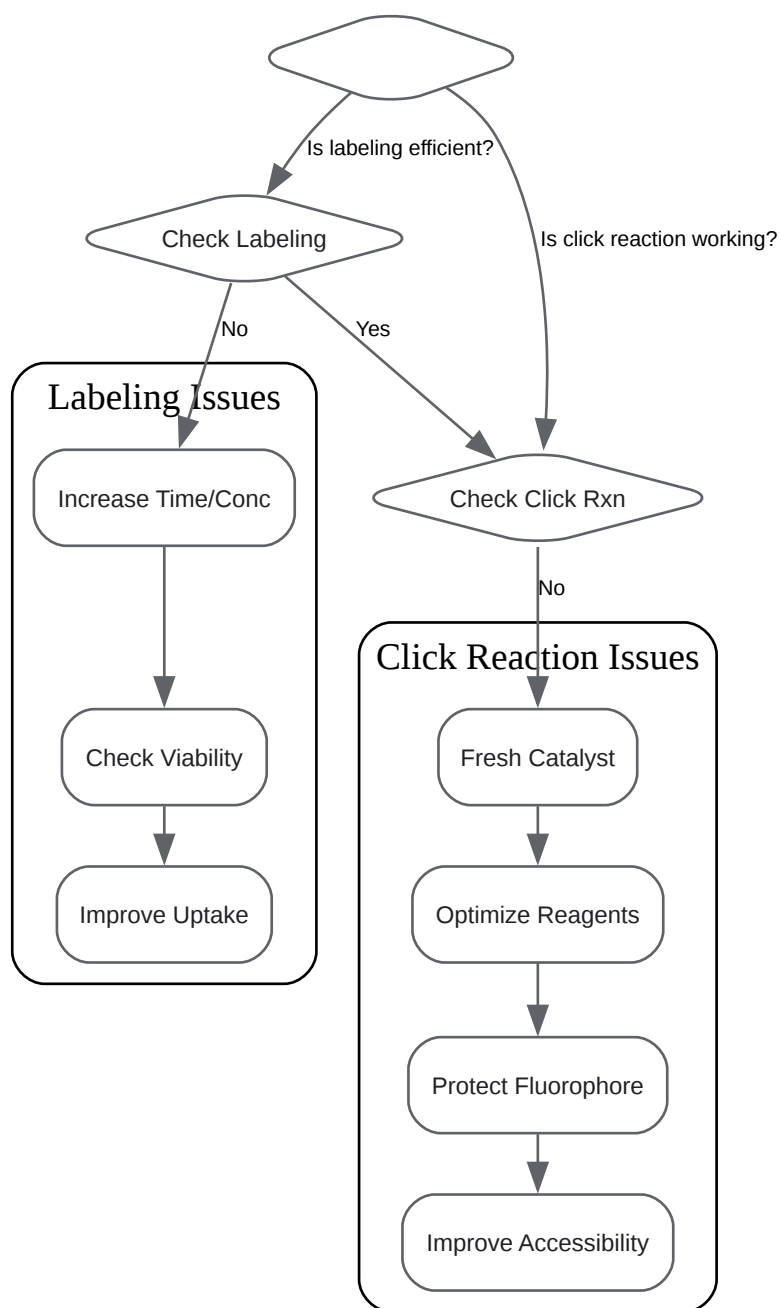 Is labeling efficient?
Check Labeling
Is click reaction working?
No
Yes
Labeling Issues
Increase Time/Conc
Check Click Rxn
No
Click Reaction Issues
Check Viability
Fresh Catalyst
Improve Uptake
Optimize Reagents
Protect Fluorophore
Improve Accessibility